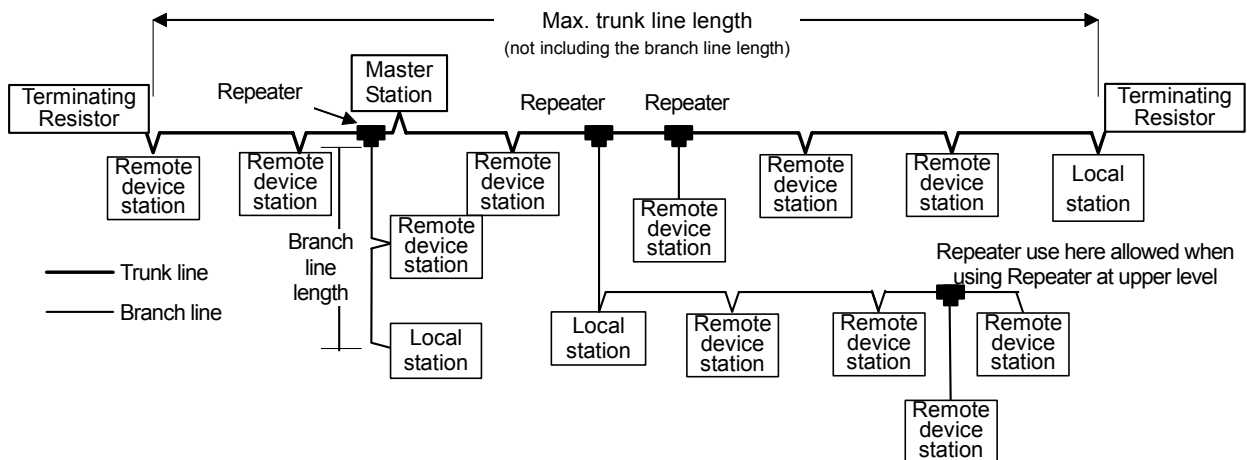 Max. trunk line length
(not including the branch line length)
Terminating
Resistor
Repeater
Master
Station
Repeater
Repeater
Terminating
Resistor
Remote
device
station
Remote
device
station
Remote
device
station
Remote
device
station
Remote
device
station
Local
station
Remote
device
station
Branch
line
length
Remote
device
station
Repeater use here allowed when
using Repeater at upper level
Trunk line
Branch line
Local
station
Local
station
Remote
device
station
Remote
device
station
Remote
device
station
Remote
device
station